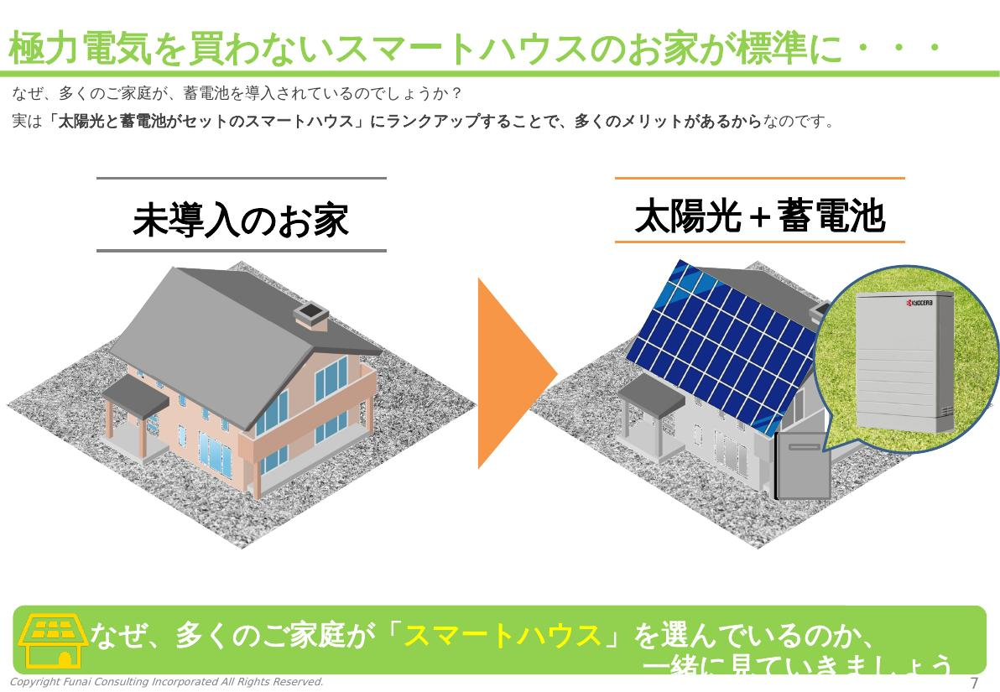 極力電気を買わないスマートハウスのお家が標準に・・・
なぜ、多くのご家庭が、蓄電池を導入されているのでしょうか？
実は「太陽光と蓄電池がセットのスマートハウス」にランクアップすることで、多くのメリットがあるからなのです。
未導入のお家
太陽光＋蓄電池
KYOCERA
なぜ、多くのご家庭が「スマートハウス」を選んでいるのか、
一緒に見ていきましょう
Copyright Funai Consulting Incorporated All Rights Reserved.
7